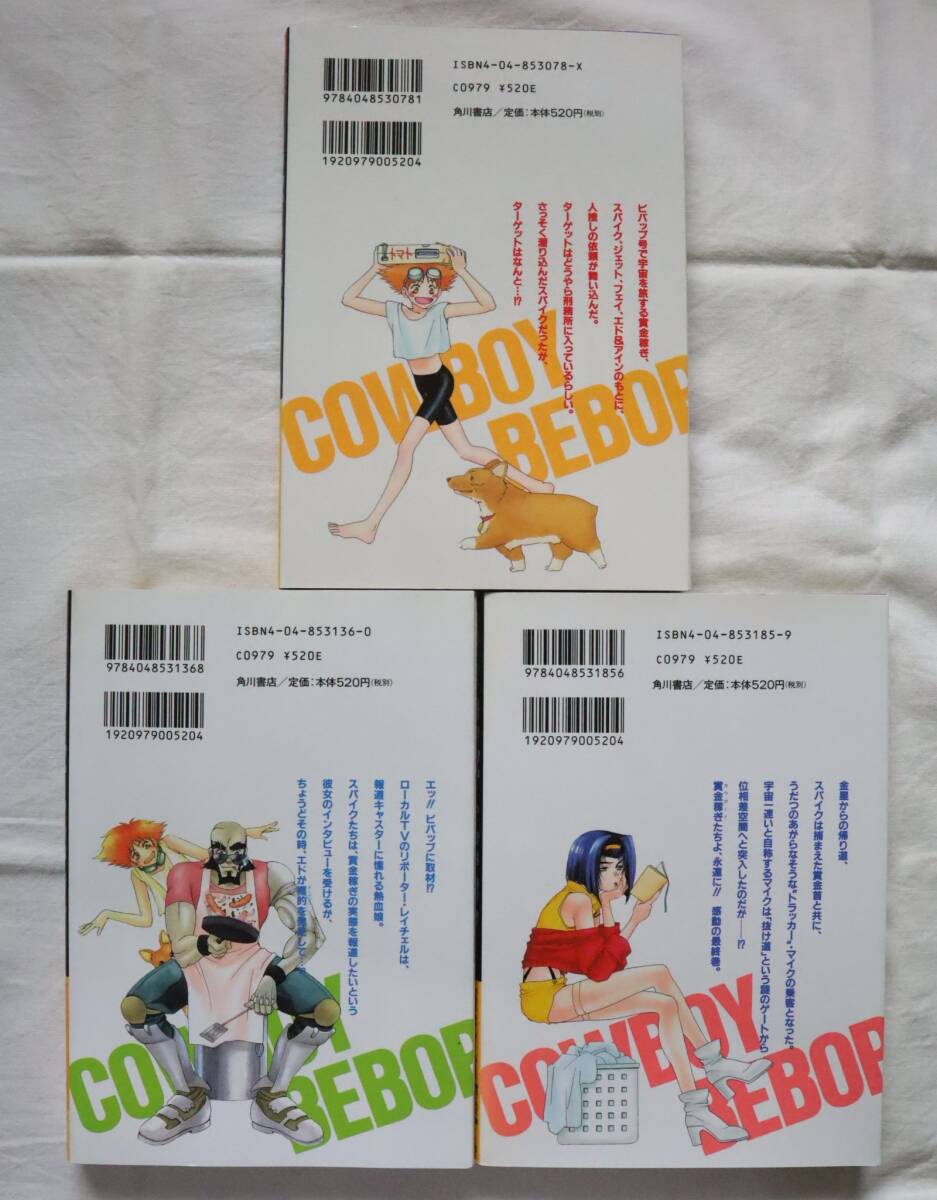 ISBN4-04-853078-X
C0979 ¥520E
角川書店/定価:本体520円(税別)
9784048530781
1920979005204
ビバップ号で宇宙を旅する賞金稼ぎ、
スパイク、ジェット、フェイ、エド&アインのもとに、
人捜しの依頼が舞い込んだ。
ターゲットはどうやら刑務所に入っているらしい。
さっそく潜り込んだスパイクだったが、
ターゲットはなんと…!?
トマト
COWBOY
BEBOP
ISBN4-04-853136-0
C0979 ¥520E
角川書店/定価:本体520円(税別)
9784048531368
1920979005204
エッ!! ビバップに取材!?
ローカルTVのリポーター・レイチェルは、
報道キャスターに憧れる熱血娘。
スパイクたちは、賞金稼ぎの実態を報道したいという
彼女のインタビューを受けるが、
ちょうどその時、エドが標的を発見して…
COWBOY
BEBOP
ISBN4-04-853185-9
C0979 ¥520E
角川書店/定価:本体520円(税別)
9784048531856
1920979005204
金星からの帰り道、
スパイクは捕まえた賞金首と共に、
うだつのあがらなそうな"トラッカー"・マイクの乗客となった。
宇宙一速いと自称するマイクは、"抜け道"という謎のゲートから
位相差空間へと突入したのだが――!?
賞金稼ぎたちよ、永遠に!! 感動の最終巻。
COWBOY
BEBOP